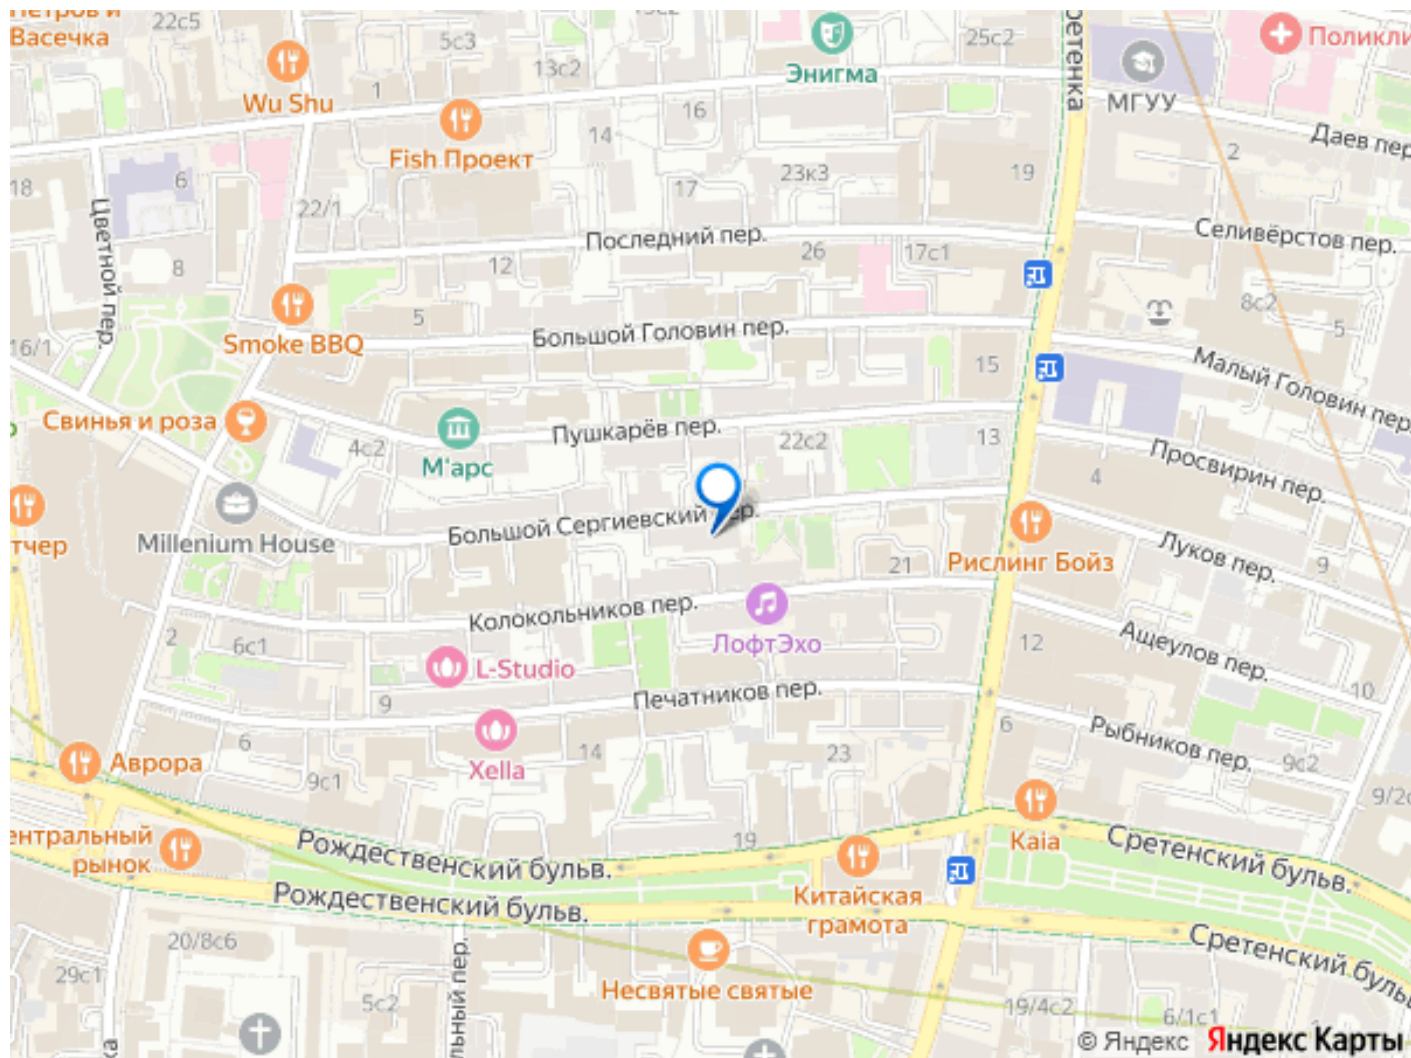 Петров и
Васечка
22с5
5с3
13с2
25с2
Wu Shu
1
Энигма
Сретенка
МГУУ
Поликли
16
14
Fish Проект
Даев пер.
2
18
6
22/1
17
23к3
19
Цветной пер.
Последний пер.
Селивёрстов пер.
8
12
26
17с1
8с2
5
5
16/1
Smoke BBQ
Большой Головин пер.
15
Малый Головин пер.
Свинья и роза
4с2
М'арс
Пушкарёв пер.
22с2
13
Просвирин пер.
4
тчер
Millenium House
Большой Сергиевский пер.
Рислинг Бойз
Луков пер.
9
21
Колокольников пер.
ЛофтЭхо
2
6с1
12
Ащеулов пер.
L-Studio
10
9
Печатников пер.
6
Рыбников пер.
6
Аврора
9с1
Xella
14
23
9с2
9/2с
ентральный
рынок
Рождественский бульв.
19
Kaia
Сретенский бульв.
Рождественский бульв.
Китайская
грамота
20/8с6
29с1
5с2
льный пер.
Несвятые святые
Сретенский бульв
19/4с2
6/1с1
© Яндекс Яндекс Карты